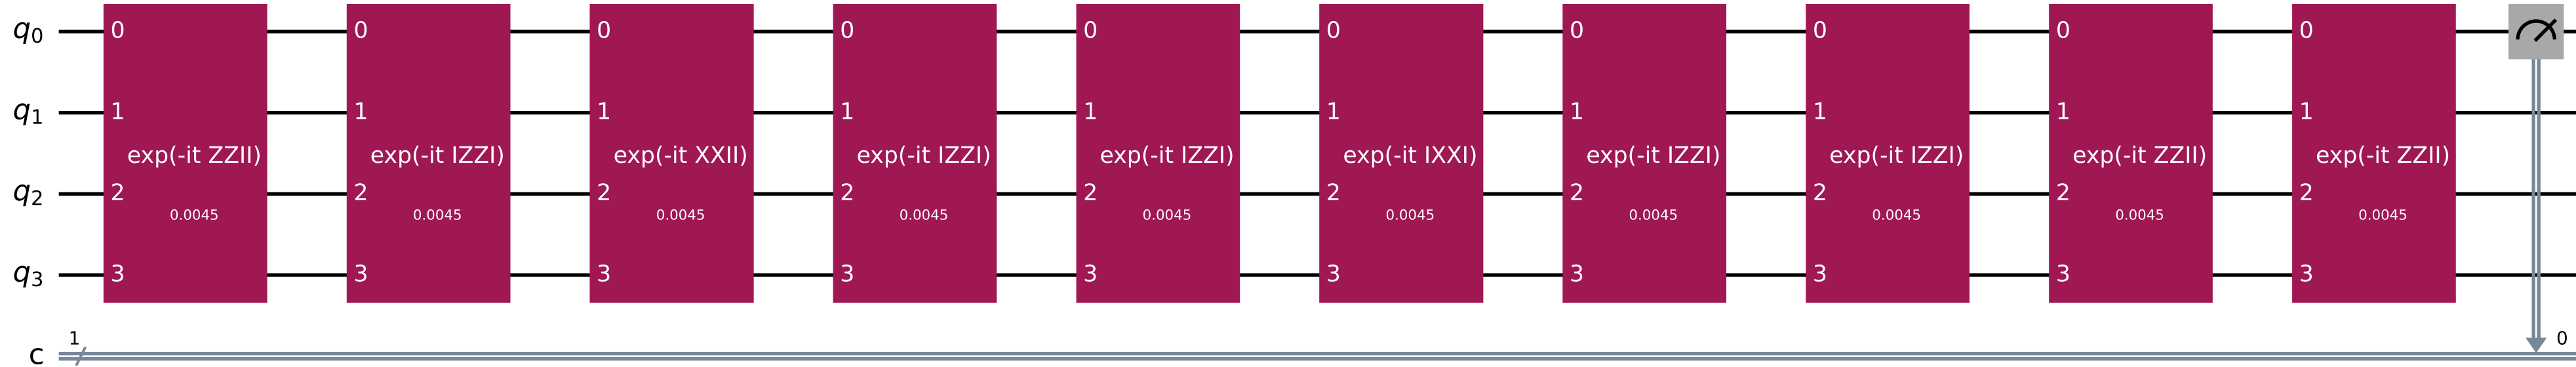 q0 0 0 0 0 0 0 0 0 0 0
q1 1 1 1 1 1 1 1 1 1 1
exp(-it ZZII) exp(-it IZZI) exp(-it XXII) exp(-it IZZI) exp(-it IZZI) exp(-it IXXI) exp(-it IZZI) exp(-it IZZI) exp(-it ZZII) exp(-it ZZII)
q2 2 2 2 2 2 2 2 2 2 2
0.0045 0.0045 0.0045 0.0045 0.0045 0.0045 0.0045 0.0045 0.0045 0.0045
q3 3 3 3 3 3 3 3 3 3 3
1 0
c